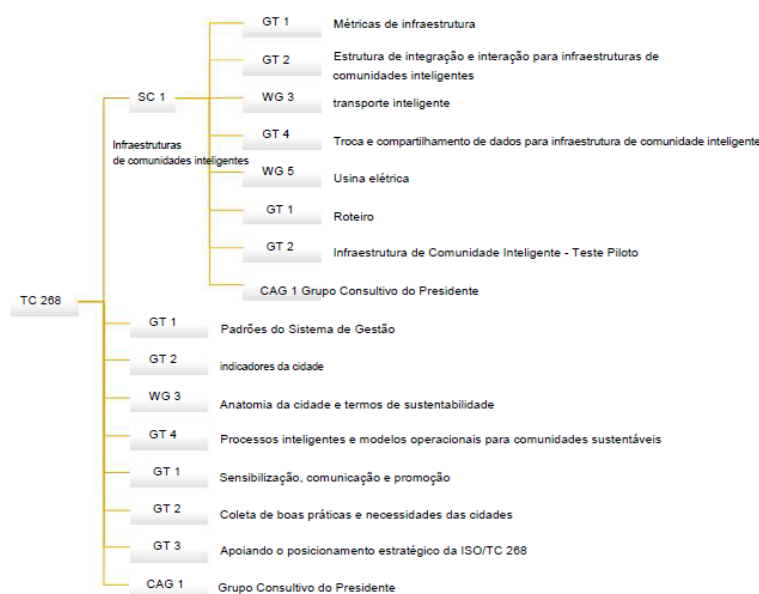 GT 1 Métricas de infraestrutura
GT 2 Estrutura de integração e interação para infraestruturas de
comunidades inteligentes
SC 1
WG 3 transporte inteligente
GT 4 Troca e compartilhamento de dados para infraestrutura de comunidade inteligente
Infraestruturas
de comunidades inteligentes
WG 5 Usina elétrica
GT 1 Roteiro
GT 2 Infraestrutura de Comunidade Inteligente - Teste Piloto
CAG 1 Grupo Consultivo do Presidente
TC 268
GT 1 Padrões do Sistema de Gestão
GT 2 indicadores da cidade
WG 3 Anatomia da cidade e termos de sustentabilidade
GT 4 Processos inteligentes e modelos operacionais para comunidades sustentáveis
GT 1 Sensibilização, comunicação e promoção
GT 2 Coleta de boas práticas e necessidades das cidades
GT 3 Apoiando o posicionamento estratégico da ISO/TC 268
CAG 1 Grupo Consultivo do Presidente